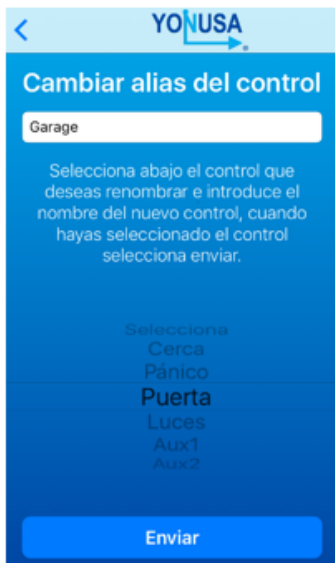 YONUSA
Cambiar alias del control
Garage
Selecciona abajo el control que
deseas renombrar e introduce el
nombre del nuevo control, cuando
hayas seleccionado el control
selecciona enviar.
Selecciona
Cerca
Pánico
Puerta
Luces
Aux1
Aux2
Enviar